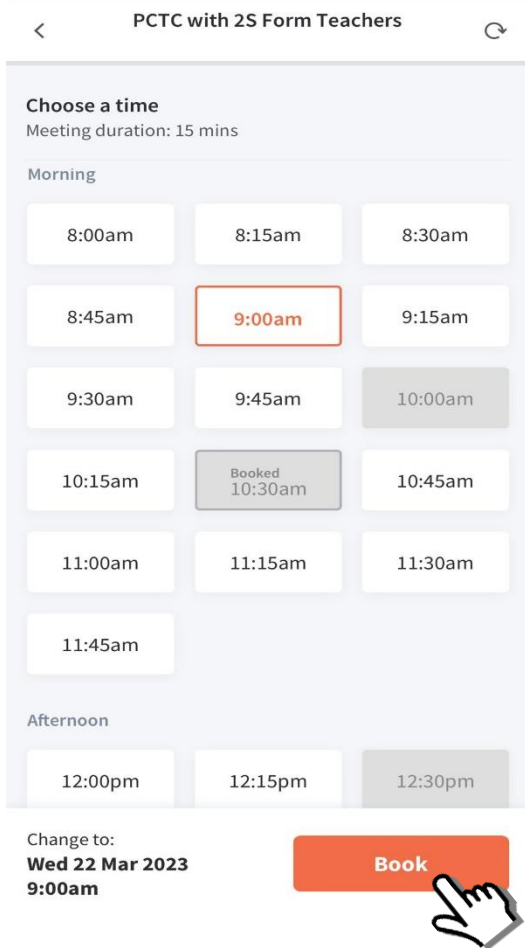 PCTC with 2S Form Teachers
Choose a time
Meeting duration: 15 mins
Morning
8:00am 8:15am 8:30am
8:45am 9:00am 9:15am
9:30am 9:45am 10:00am
10:15am Booked 10:30am 10:45am
11:00am 11:15am 11:30am
11:45am
Afternoon
12:00pm 12:15pm 12:30pm
Change to:
Wed 22 Mar 2023
9:00am
Book